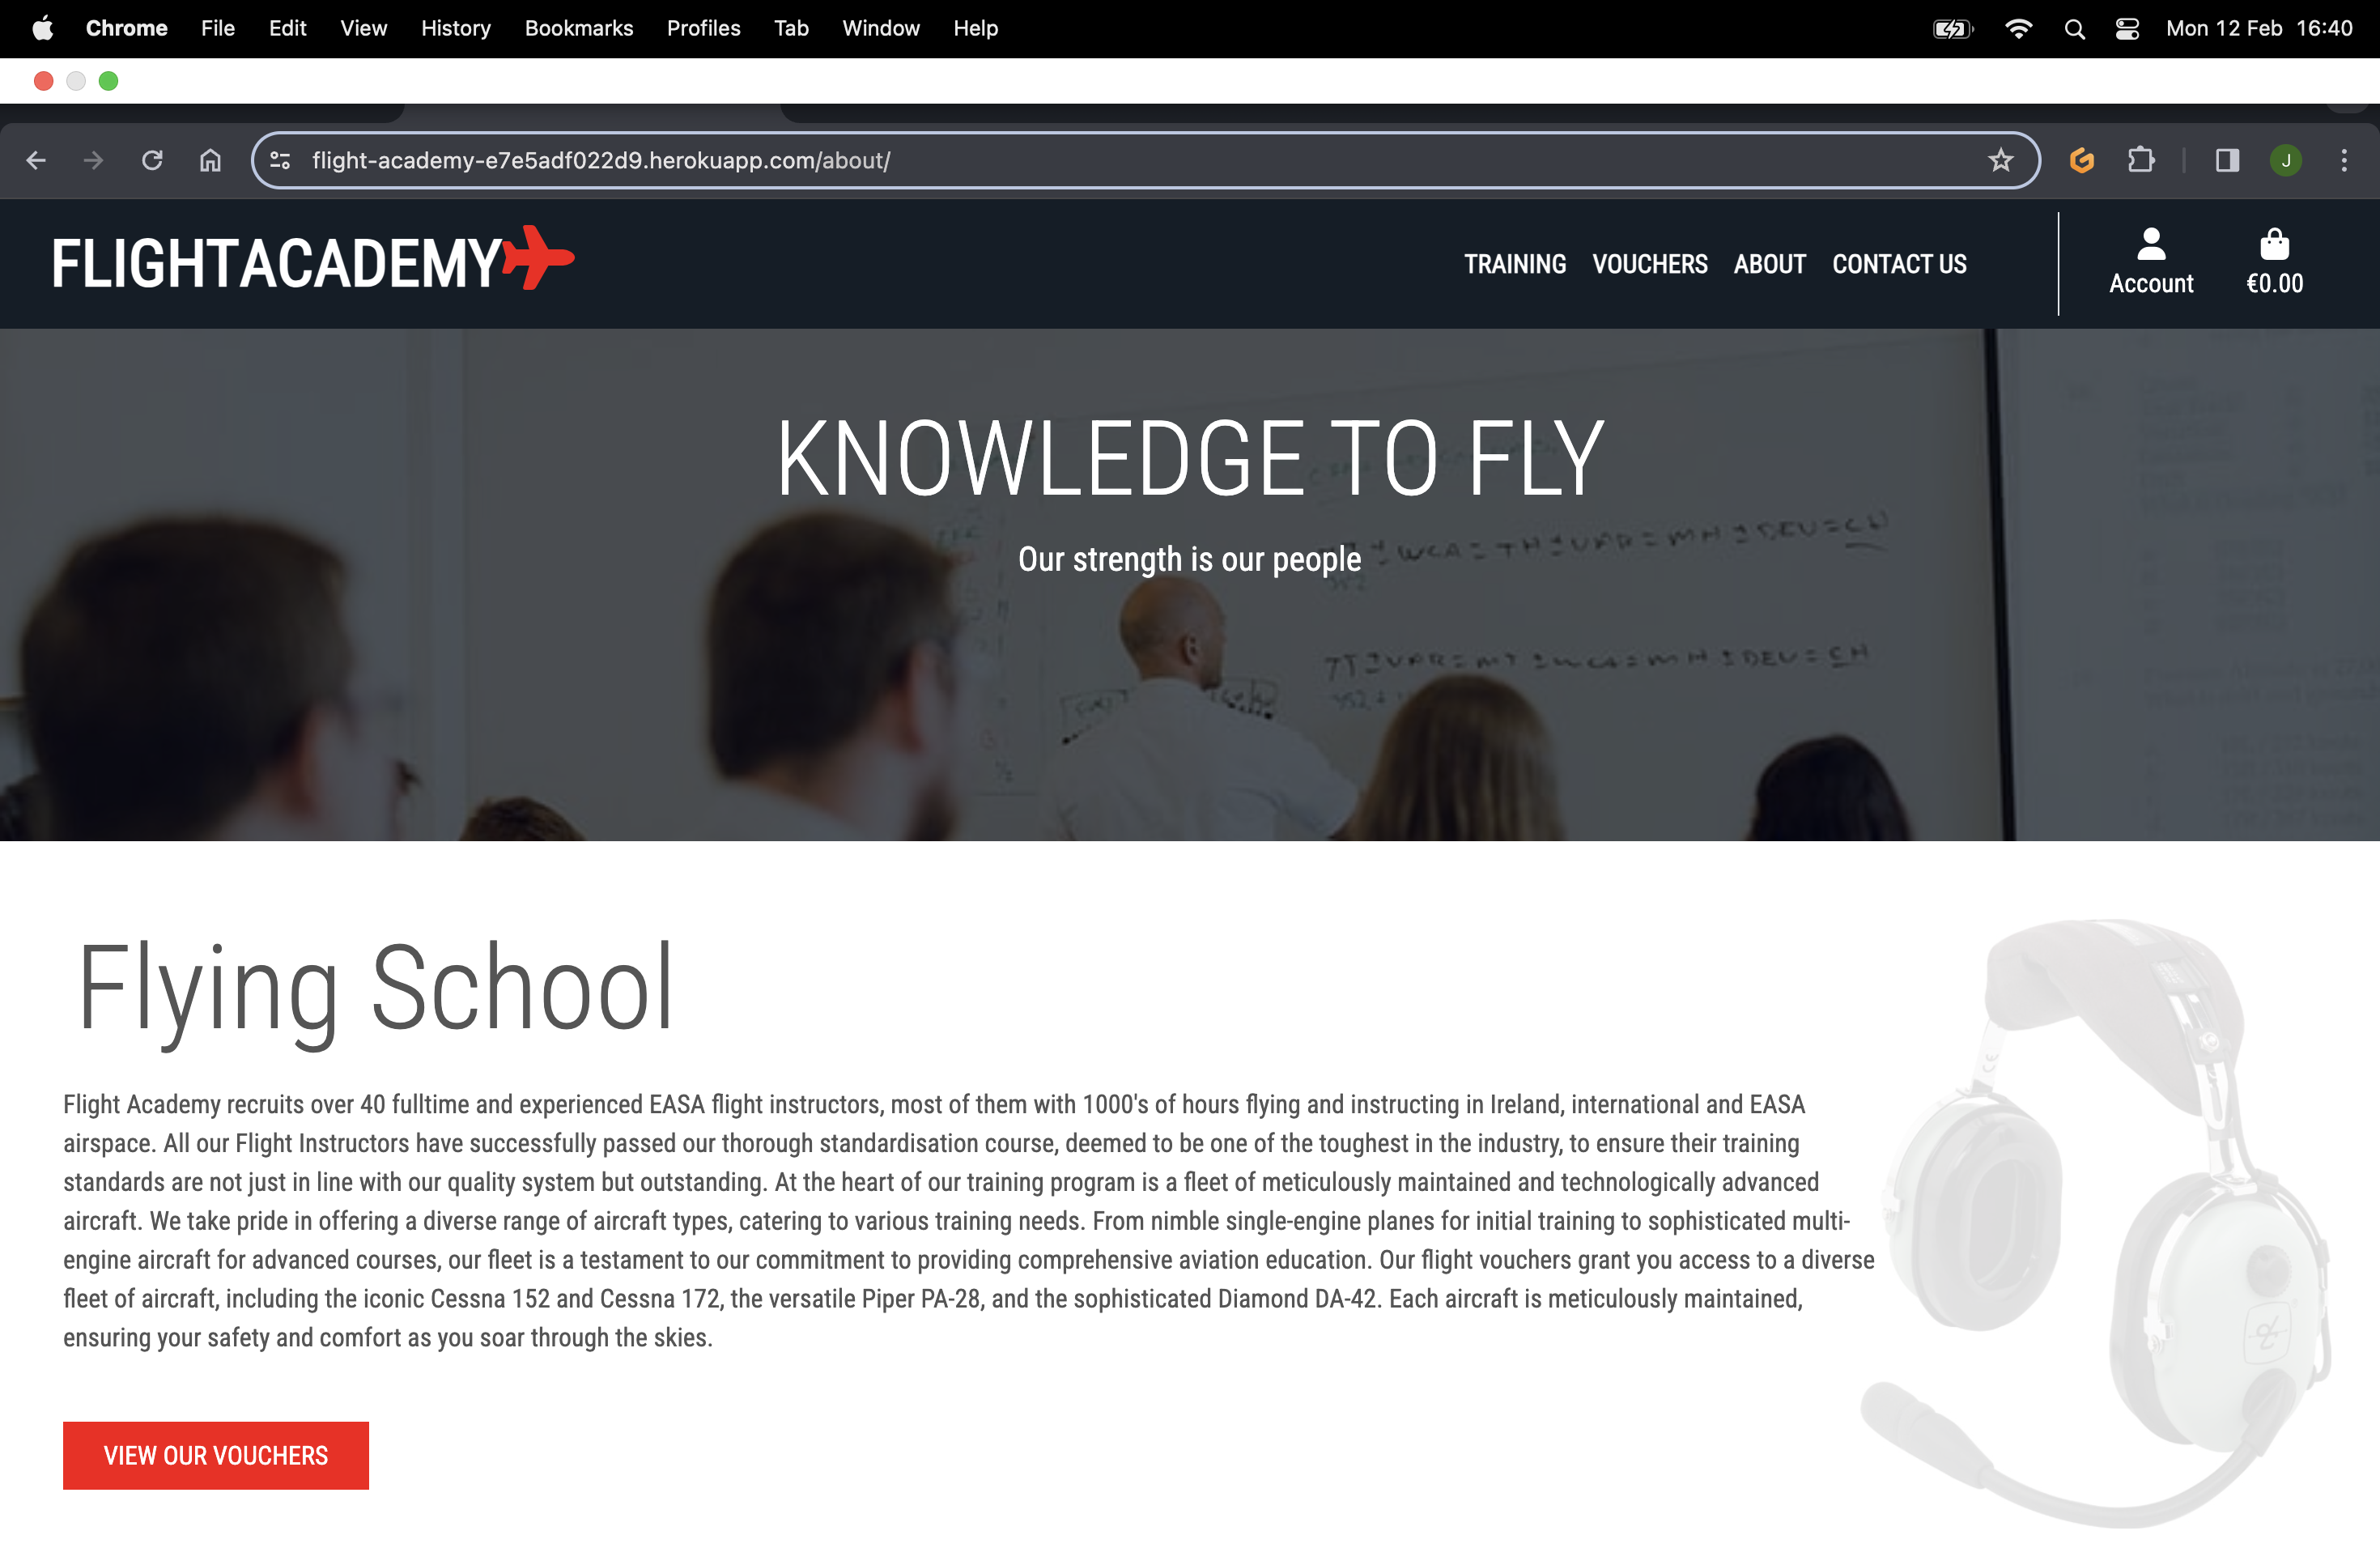 Chrome File Edit View History Bookmarks Profiles Tab Window Help Mon 12 Feb 16:40
flight-academy-e7e5adf022d9.herokuapp.com/about/ J
FLIGHTACADEMY TRAINING VOUCHERS ABOUT CONTACT US
Account €0.00
KNOWLEDGE TO FLY
Our strength is our people
Flying School
Flight Academy recruits over 40 fulltime and experienced EASA flight instructors, most of them with 1000's of hours flying and instructing in Ireland, international and EASA
airspace. All our Flight Instructors have successfully passed our thorough standardisation course, deemed to be one of the toughest in the industry, to ensure their training
standards are not just in line with our quality system but outstanding. At the heart of our training program is a fleet of meticulously maintained and technologically advanced
aircraft. We take pride in offering a diverse range of aircraft types, catering to various training needs. From nimble single-engine planes for initial training to sophisticated multi-
engine aircraft for advanced courses, our fleet is a testament to our commitment to providing comprehensive aviation education. Our flight vouchers grant you access to a diverse
fleet of aircraft, including the iconic Cessna 152 and Cessna 172, the versatile Piper PA-28, and the sophisticated Diamond DA-42. Each aircraft is meticulously maintained,
ensuring your safety and comfort as you soar through the skies.
VIEW OUR VOUCHERS